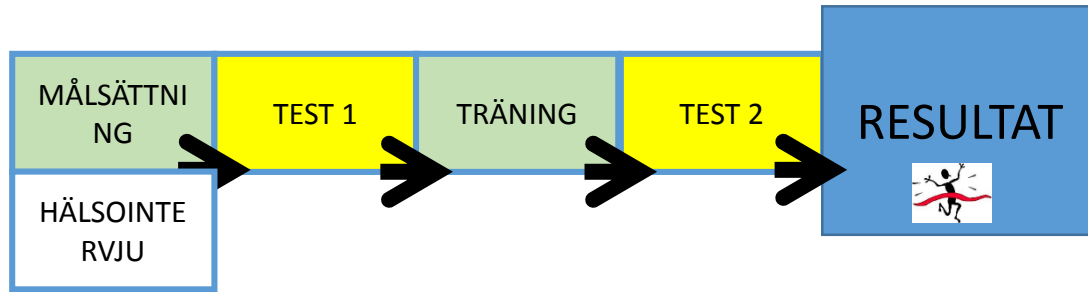 MÅLSÄTTNI
NG
TEST 1
TRÄNING
TEST 2
RESULTAT
HÄLSOINTE
RVJU